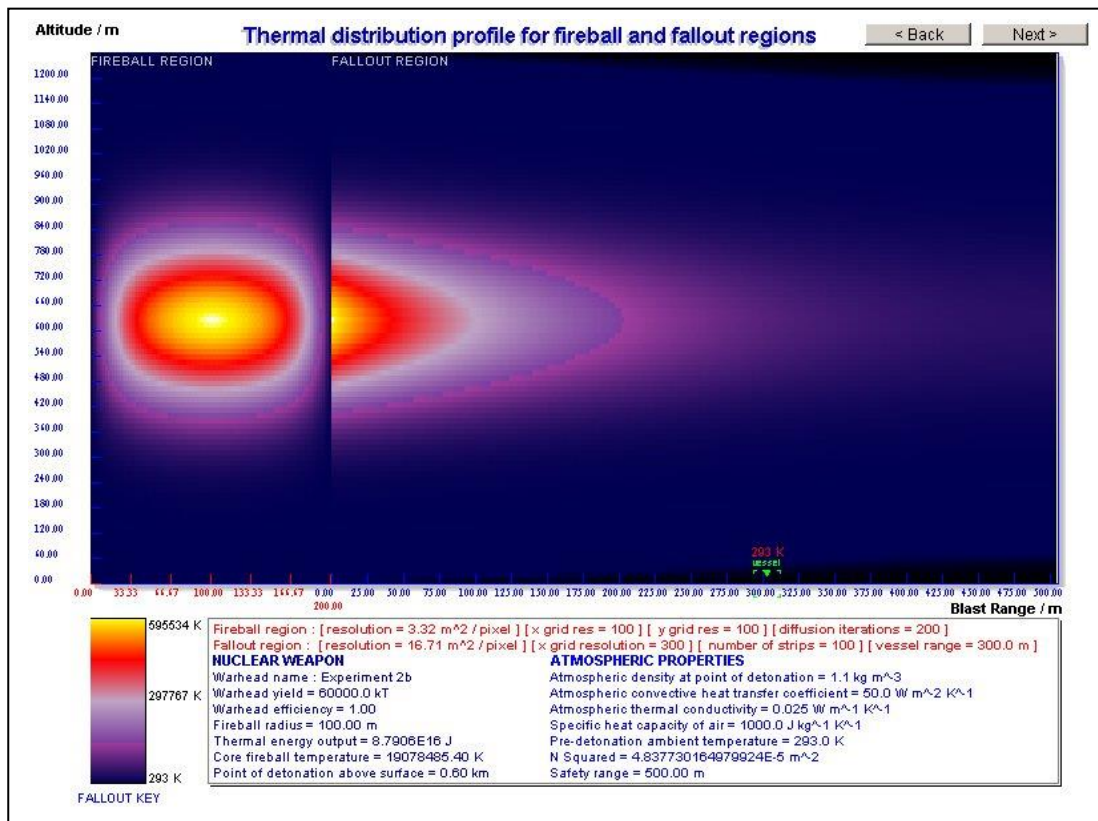 Altitude / m
Thermal distribution profile for fireball and fallout regions
< Back
Next >
FIREBALL REGION
FALLOUT REGION
1200.00
1140.00
1080.00
1020.00
960.00
900.00
840.00
780.00
720.00
660.00
600.00
540.00
480.00
420.00
360.00
300.00
240.00
180.00
120.00
60.00
0.00
293 K
vessel
0.00 33.33 66.67 100.00 133.33 166.67 0.00 25.00 50.00 75.00 100.00 125.00 150.00 175.00 200.00 225.00 250.00 275.00 300.00 325.00 350.00 375.00 400.00 425.00 450.00 475.00 500.00
200.00
Blast Range / m
595534 K
297767 K
293 K
FALLOUT KEY
Fireball region : [ resolution = 3.32 m^2 / pixel ] [ x grid res = 100 ] [ y grid res = 100 ] [ diffusion iterations = 200 ]
Fallout region : [ resolution = 16.71 m^2 / pixel ] [ x grid resolution = 300 ] [ number of strips = 100 ] [ vessel range = 300.0 m ]
NUCLEAR WEAPON
Warhead name : Experiment 2b
Warhead yield = 60000.0 kT
Warhead efficiency = 1.00
Fireball radius = 100.00 m
Thermal energy output = 8.7906E16 J
Core fireball temperature = 19078485.40 K
Point of detonation above surface = 0.60 km
ATMOSPHERIC PROPERTIES
Atmospheric density at point of detonation = 1.1 kg m^-3
Atmospheric convective heat transfer coefficient = 50.0 W m^-2 K^-1
Atmospheric thermal conductivity = 0.025 W m^-1 K^-1
Specific heat capacity of air = 1000.0 J kg^-1 K^-1
Pre-detonation ambient temperature = 293.0 K
N Squared = 4.837730164979924E-5 m^-2
Safety range = 500.00 m